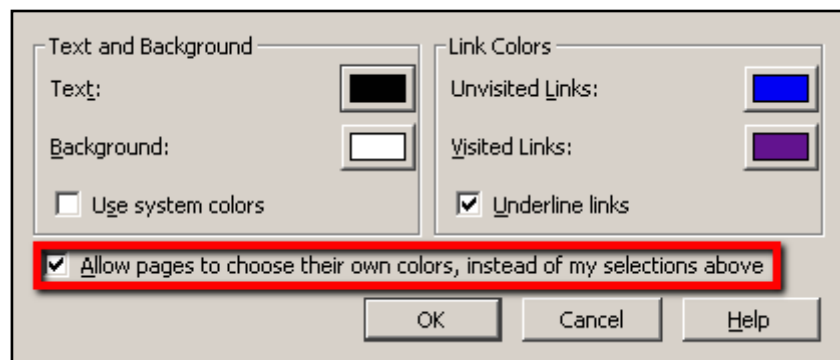 Text and Background
Text:
Background:
Use system colors
Link Colors
Unvisited Links:
Visited Links:
Underline links
Allow pages to choose their own colors, instead of my selections above
OK Cancel Help